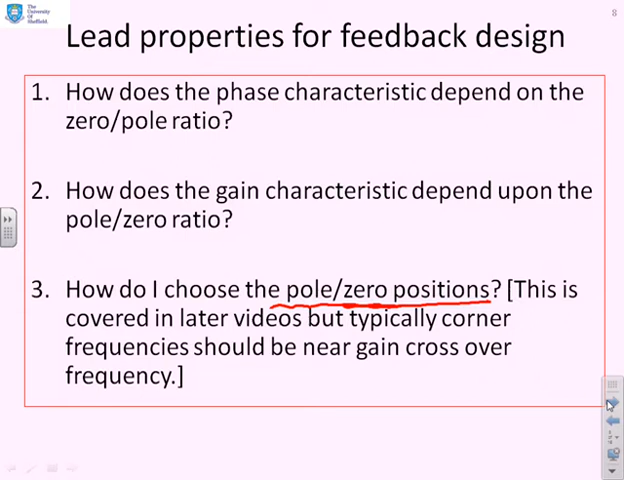 The
University
Of
Sheffield.
8
Lead properties for feedback design
1. How does the phase characteristic depend on the
zero/pole ratio?
2. How does the gain characteristic depend upon the
pole/zero ratio?
3. How do I choose the pole/zero positions? [This is
covered in later videos but typically corner
frequencies should be near gain cross over
frequency.]